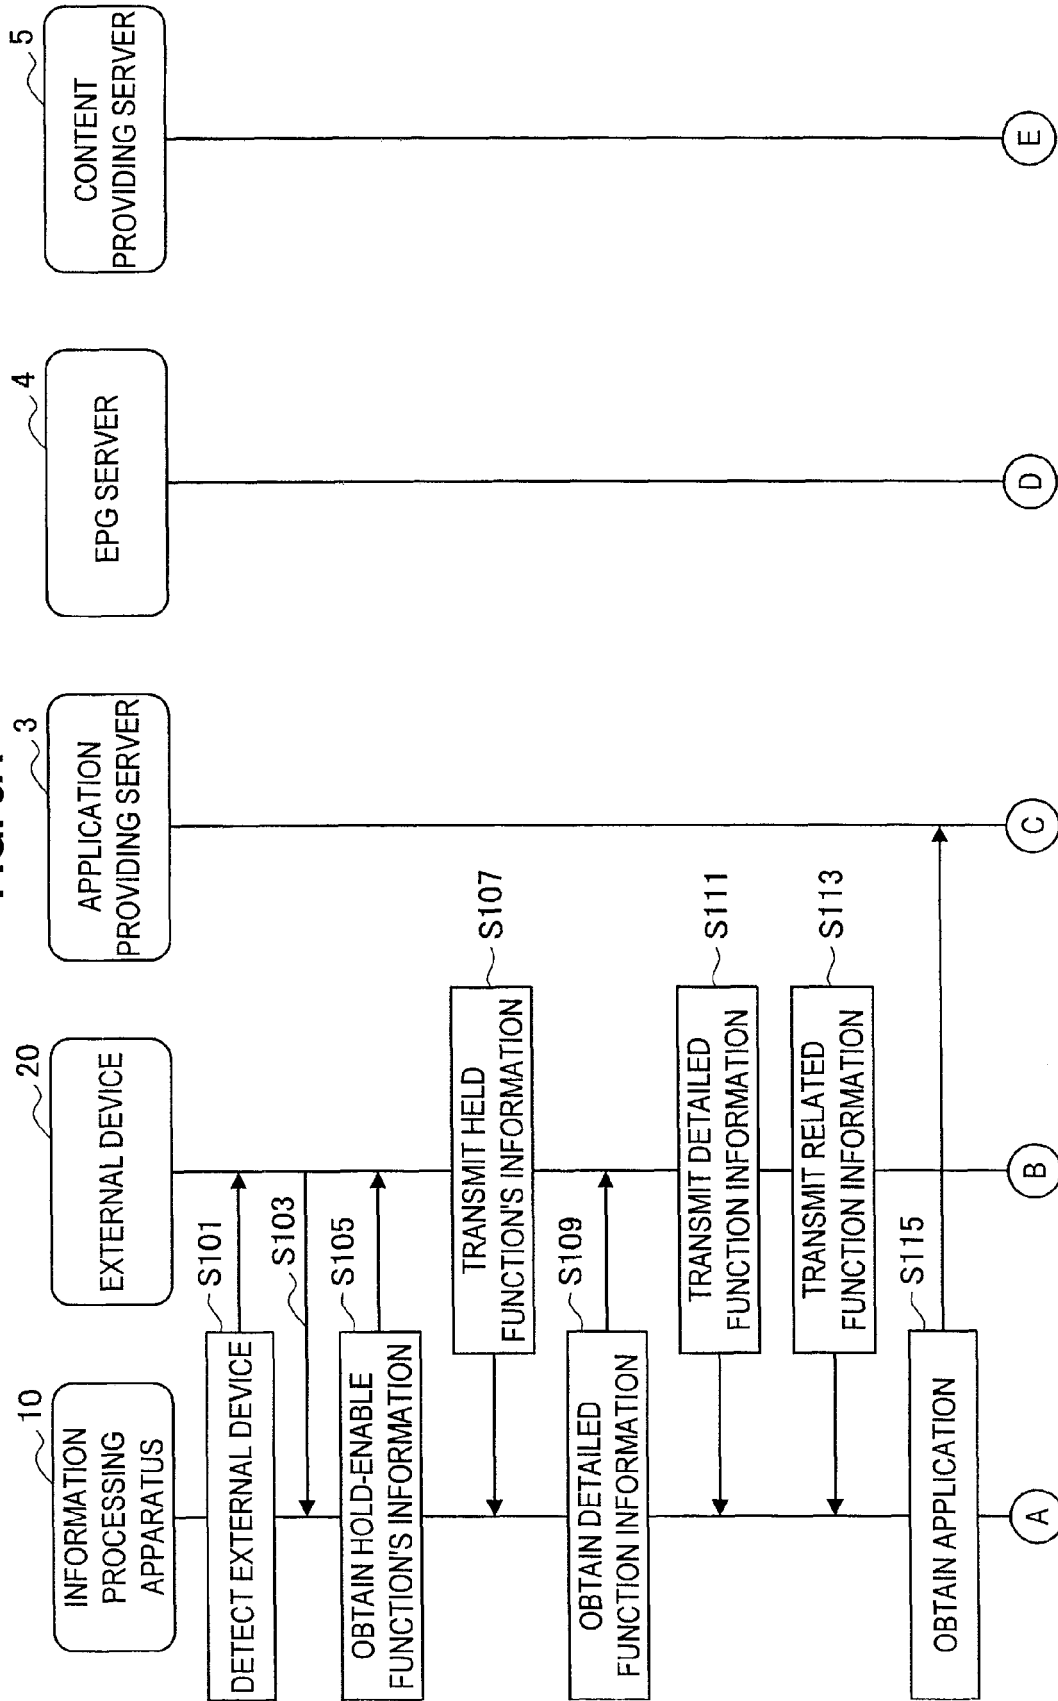 10
INFORMATION
PROCESSING
APPARATUS
20
EXTERNAL DEVICE
3
APPLICATION
PROVIDING SERVER
4
EPG SERVER
5
CONTENT
PROVIDING SERVER
S101
DETECT EXTERNAL DEVICE
S103
S105
OBTAIN HOLD-ENABLE
FUNCTION'S INFORMATION
S107
TRANSMIT HELD
FUNCTION'S INFORMATION
S109
OBTAIN DETAILED
FUNCTION INFORMATION
S111
TRANSMIT DETAILED
FUNCTION INFORMATION
S113
TRANSMIT RELATED
FUNCTION INFORMATION
S115
OBTAIN APPLICATION
A
B
C
D
E